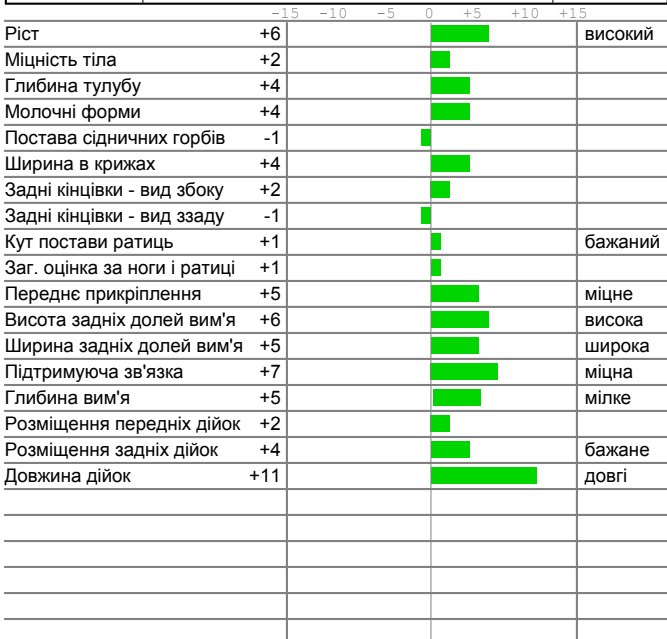 -15 -10 -5 0 +5 +10 +15
Ріст +6 високий
Міцність тіла +2
Глибина тулубу +4
Молочні форми +4
Постава сідничних горбів -1
Ширина в крижах +4
Задні кінцівки - вид збоку +2
Задні кінцівки - вид ззаду -1
Кут постави ратиць +1 бажаний
Заг. оцінка за ноги і ратиці +1
Переднє прикріплення +5 міцне
Висота задніх долей вим'я +6 висока
Ширина задніх долей вим'я +5 широка
Підтримуюча зв'язка +7 міцна
Глибина вим'я +5 мілке
Розміщення передніх дійок +2
Розміщення задніх дійок +4 бажане
Довжина дійок +11 довгі